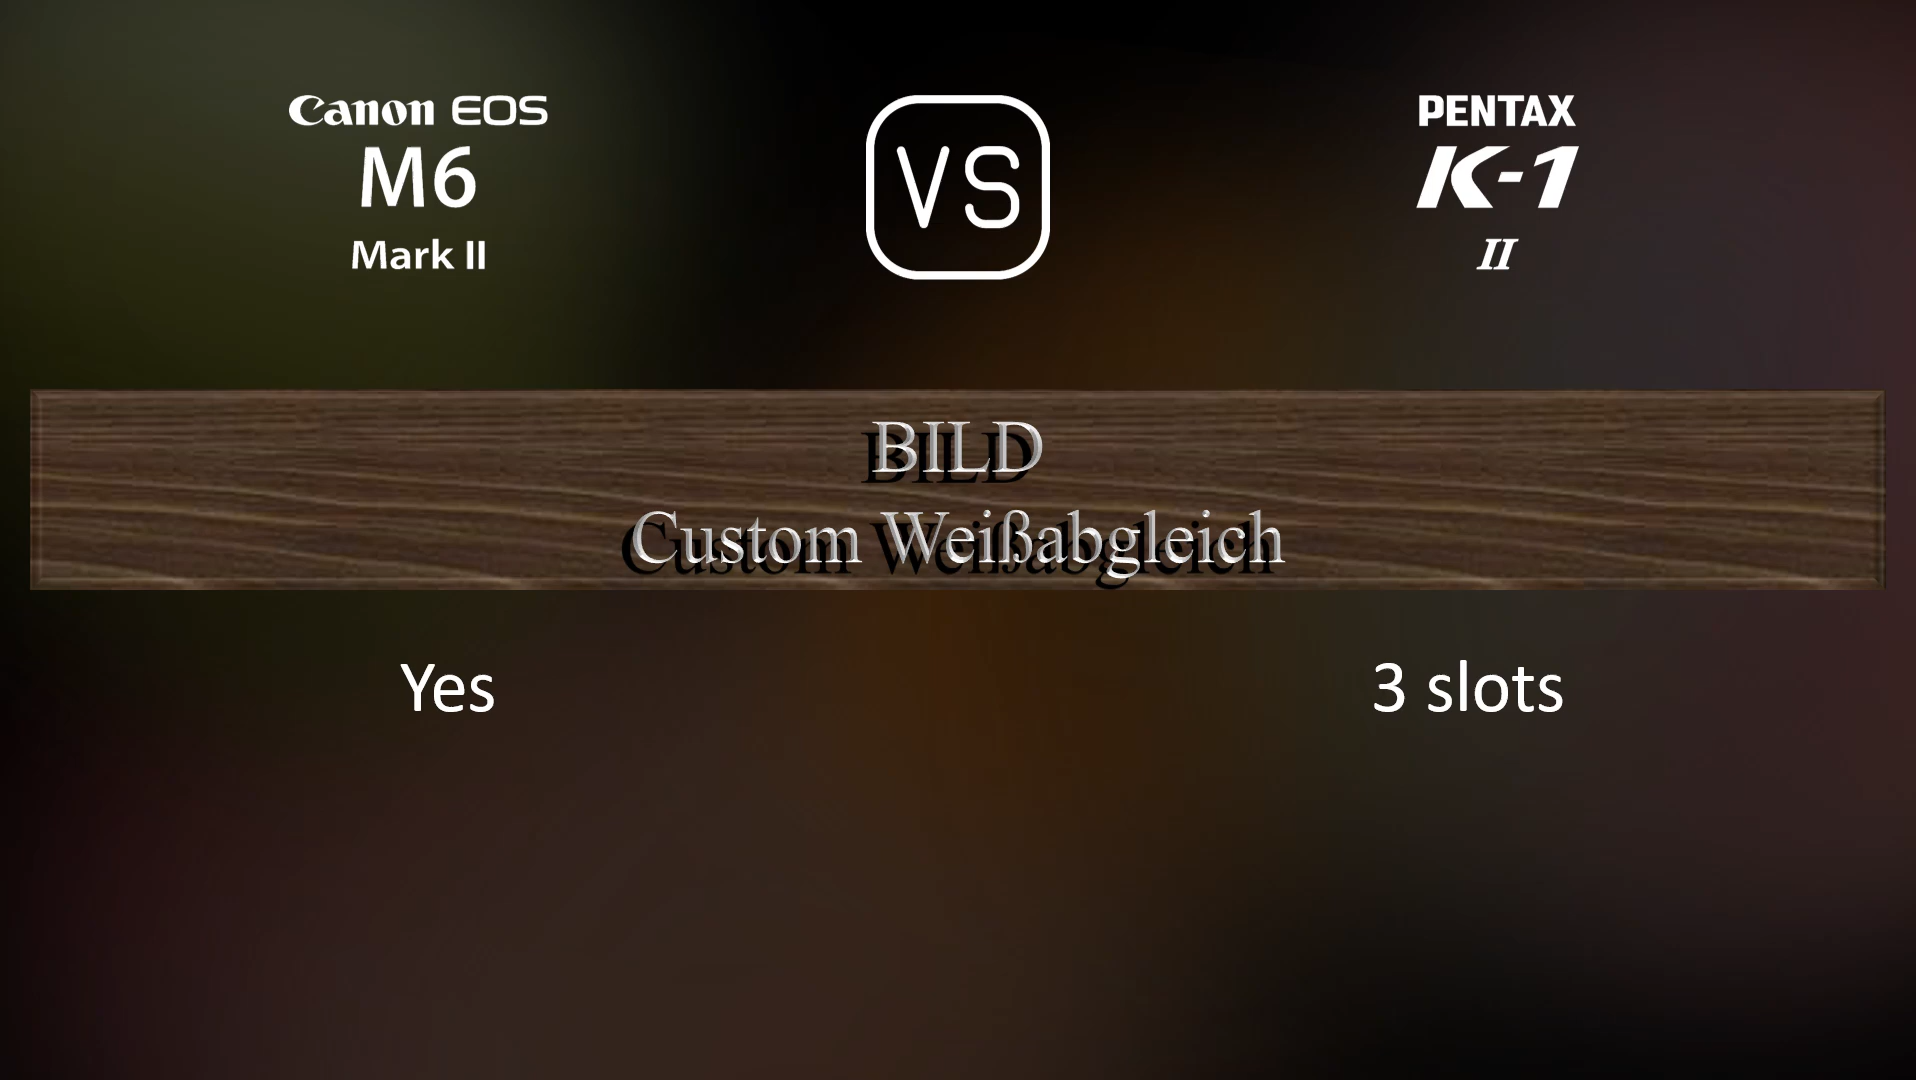 Canon EOS
M6
Mark II
VS
PENTAX
K-1
II
BILD
Custom Weißabgleich
Yes
3 slots